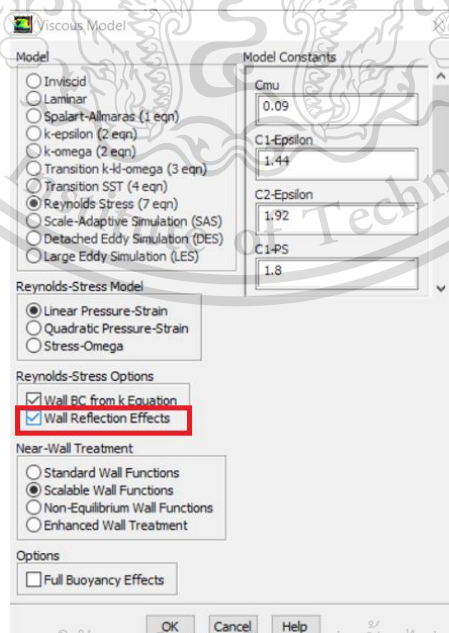 Viscous Model
Model
Inviscid
Laminar
Spalart-Allmaras (1 eqn)
k-epsilon (2 eqn)
k-omega (2 eqn)
Transition k-kl-omega (3 eqn)
Transition SST (4 eqn)
Reynolds Stress (7 eqn)
Scale-Adaptive Simulation (SAS)
Detached Eddy Simulation (DES)
Large Eddy Simulation (LES)
Reynolds-Stress Model
Linear Pressure-Strain
Quadratic Pressure-Strain
Stress-Omega
Reynolds-Stress Options
Wall BC from k Equation
Wall Reflection Effects
Near-Wall Treatment
Standard Wall Functions
Scalable Wall Functions
Non-Equilibrium Wall Functions
Enhanced Wall Treatment
Options
Full Buoyancy Effects
Model Constants
Cmu
0.09
C1-Epsilon
1.44
C2-Epsilon
1.92
C1-PS
1.8
OK Cancel Help
of Techn